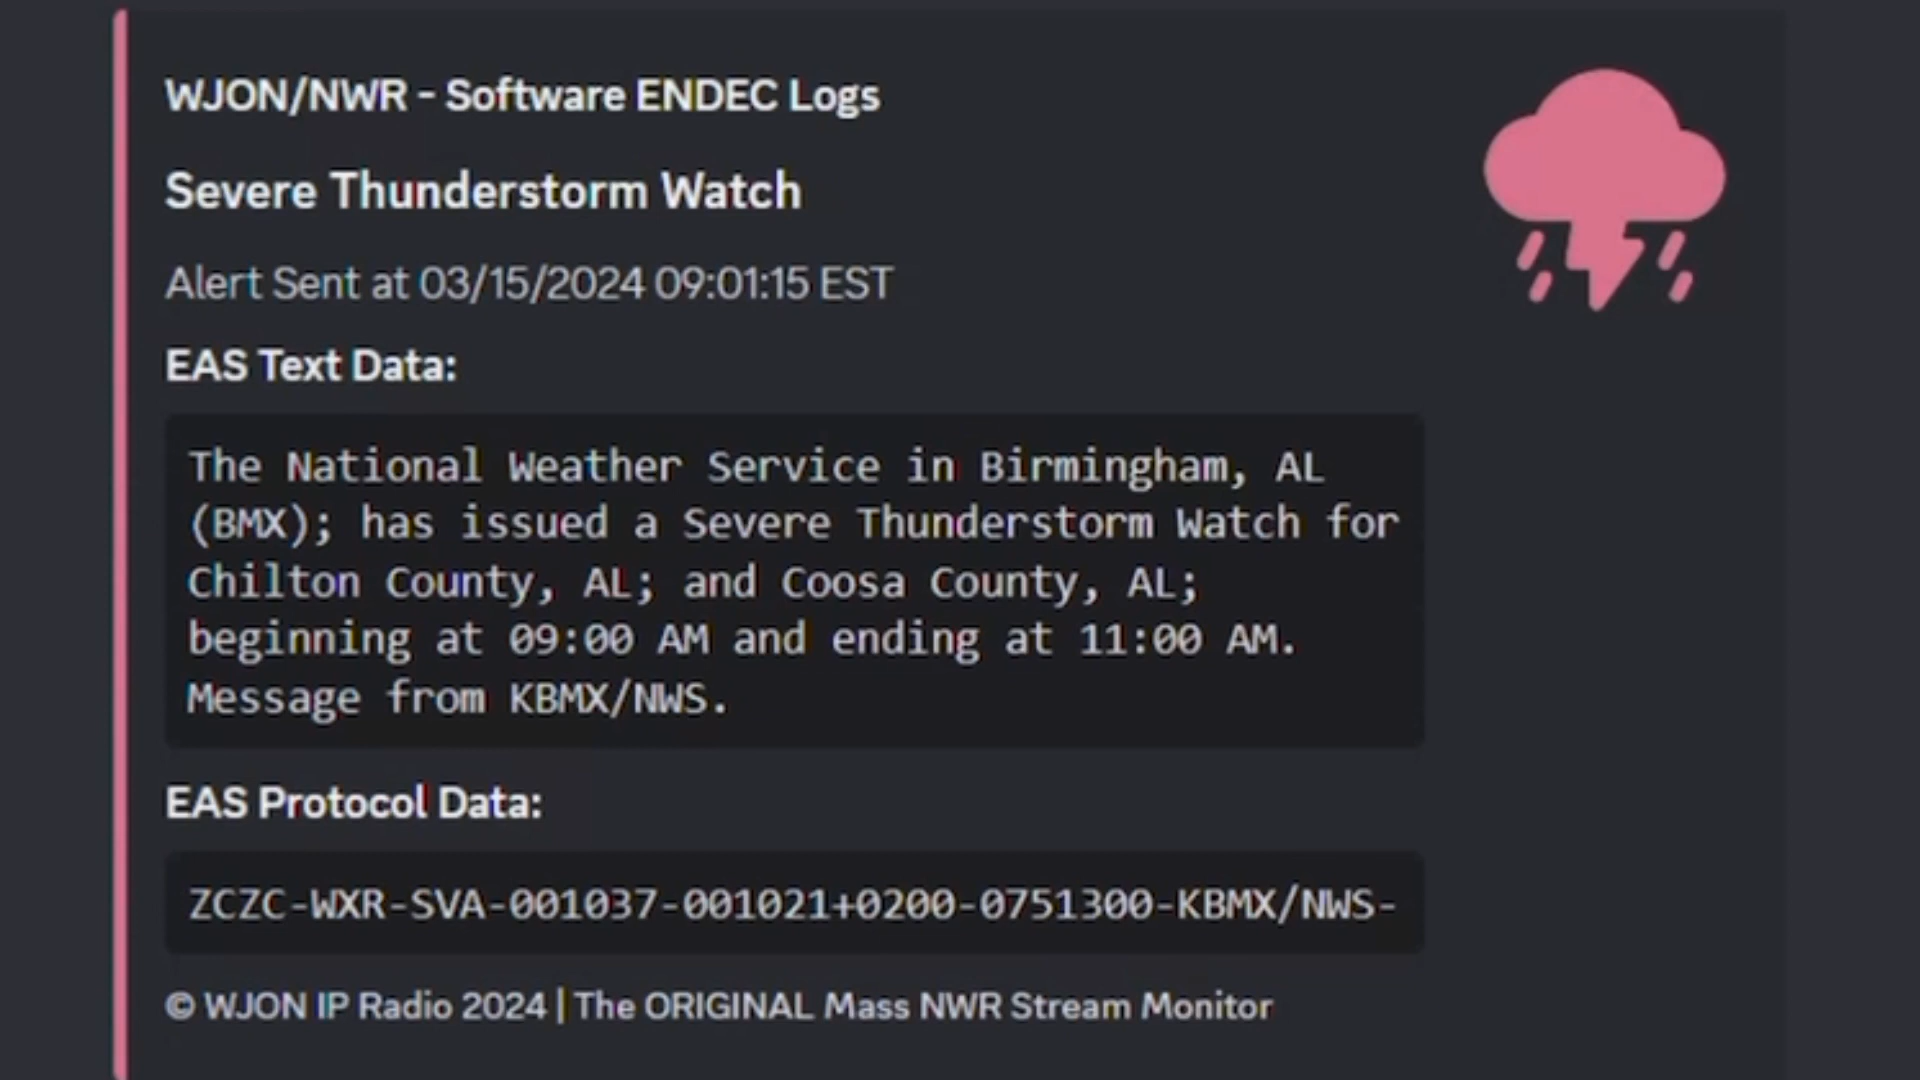 WJON/NWR - Software ENDEC Logs
Severe Thunderstorm Watch
Alert Sent at 03/15/2024 09:01:15 EST
EAS Text Data:
The National Weather Service in Birmingham, AL
(BMX); has issued a Severe Thunderstorm Watch for
Chilton County, AL; and Coosa County, AL;
beginning at 09:00 AM and ending at 11:00 AM.
Message from KBMX/NWS.
EAS Protocol Data:
ZCZC-WXR-SVA-001037-001021+0200-0751300-KBMX/NWS-
© WJON IP Radio 2024 | The ORIGINAL Mass NWR Stream Monitor